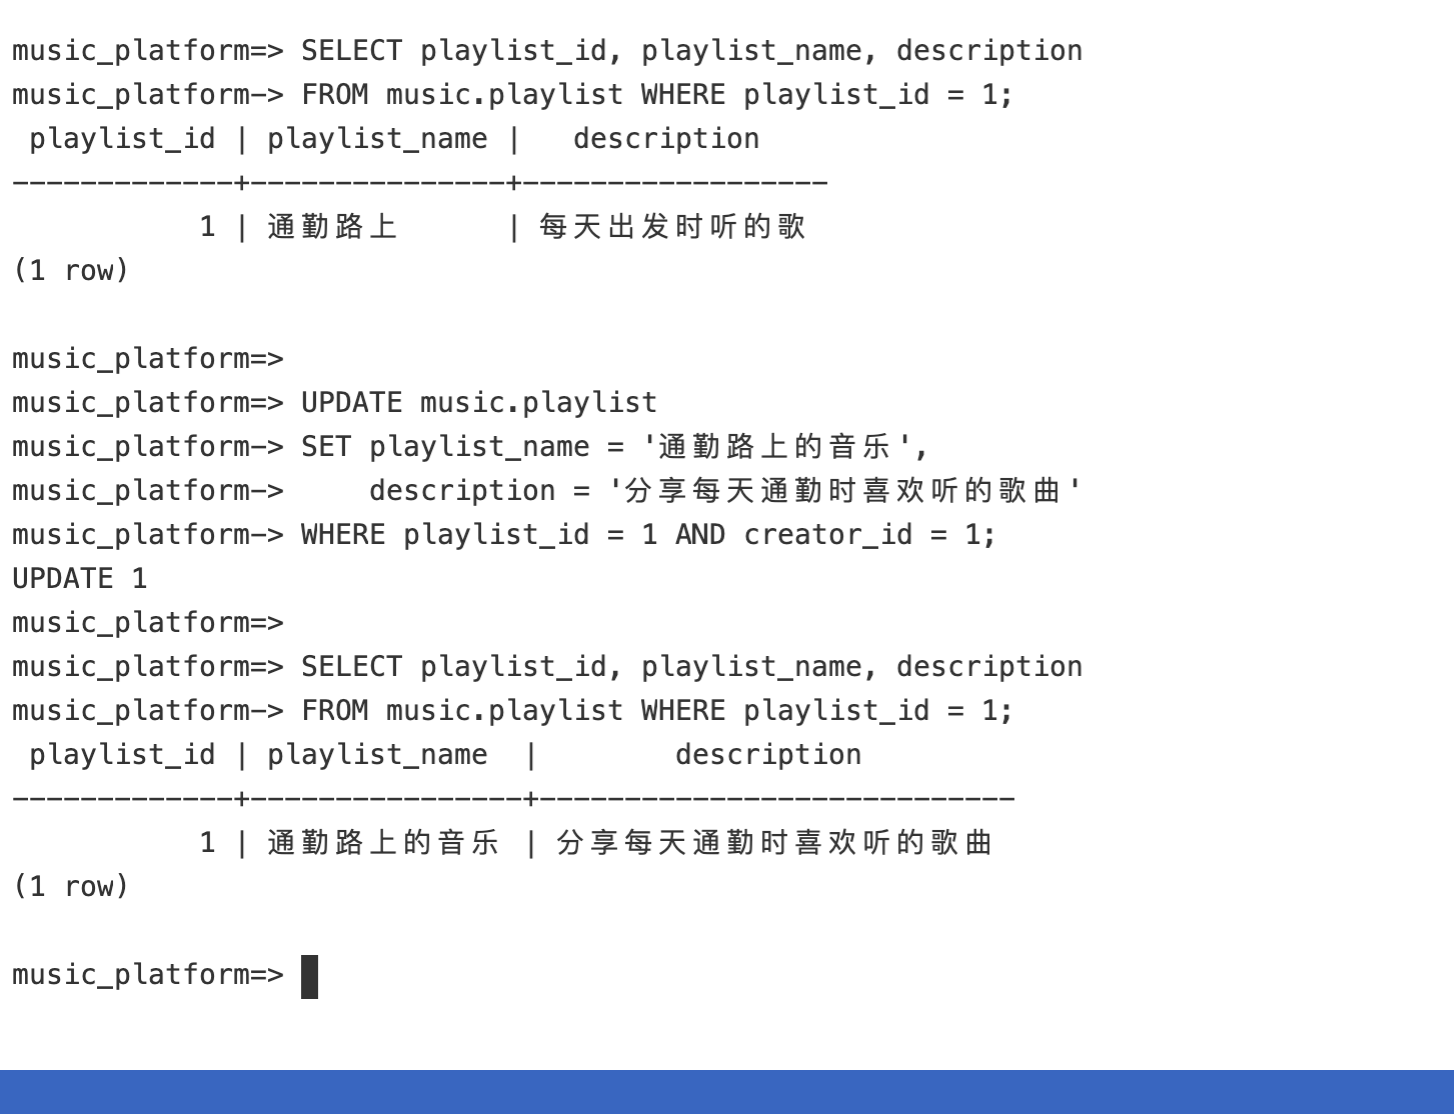 music_platform=> SELECT playlist_id, playlist_name, description
music_platform-> FROM music.playlist WHERE playlist_id = 1;
 playlist_id | playlist_name |   description
-------------+---------------+------------------
           1 | 通勤路上      | 每天出发时听的歌
(1 row)

music_platform=>
music_platform=> UPDATE music.playlist
music_platform-> SET playlist_name = '通勤路上的音乐',
music_platform->     description = '分享每天通勤时喜欢听的歌曲'
music_platform-> WHERE playlist_id = 1 AND creator_id = 1;
UPDATE 1
music_platform=>
music_platform=> SELECT playlist_id, playlist_name, description
music_platform-> FROM music.playlist WHERE playlist_id = 1;
 playlist_id | playlist_name  |        description
-------------+----------------+----------------------------
           1 | 通勤路上的音乐 | 分享每天通勤时喜欢听的歌曲
(1 row)

music_platform=>